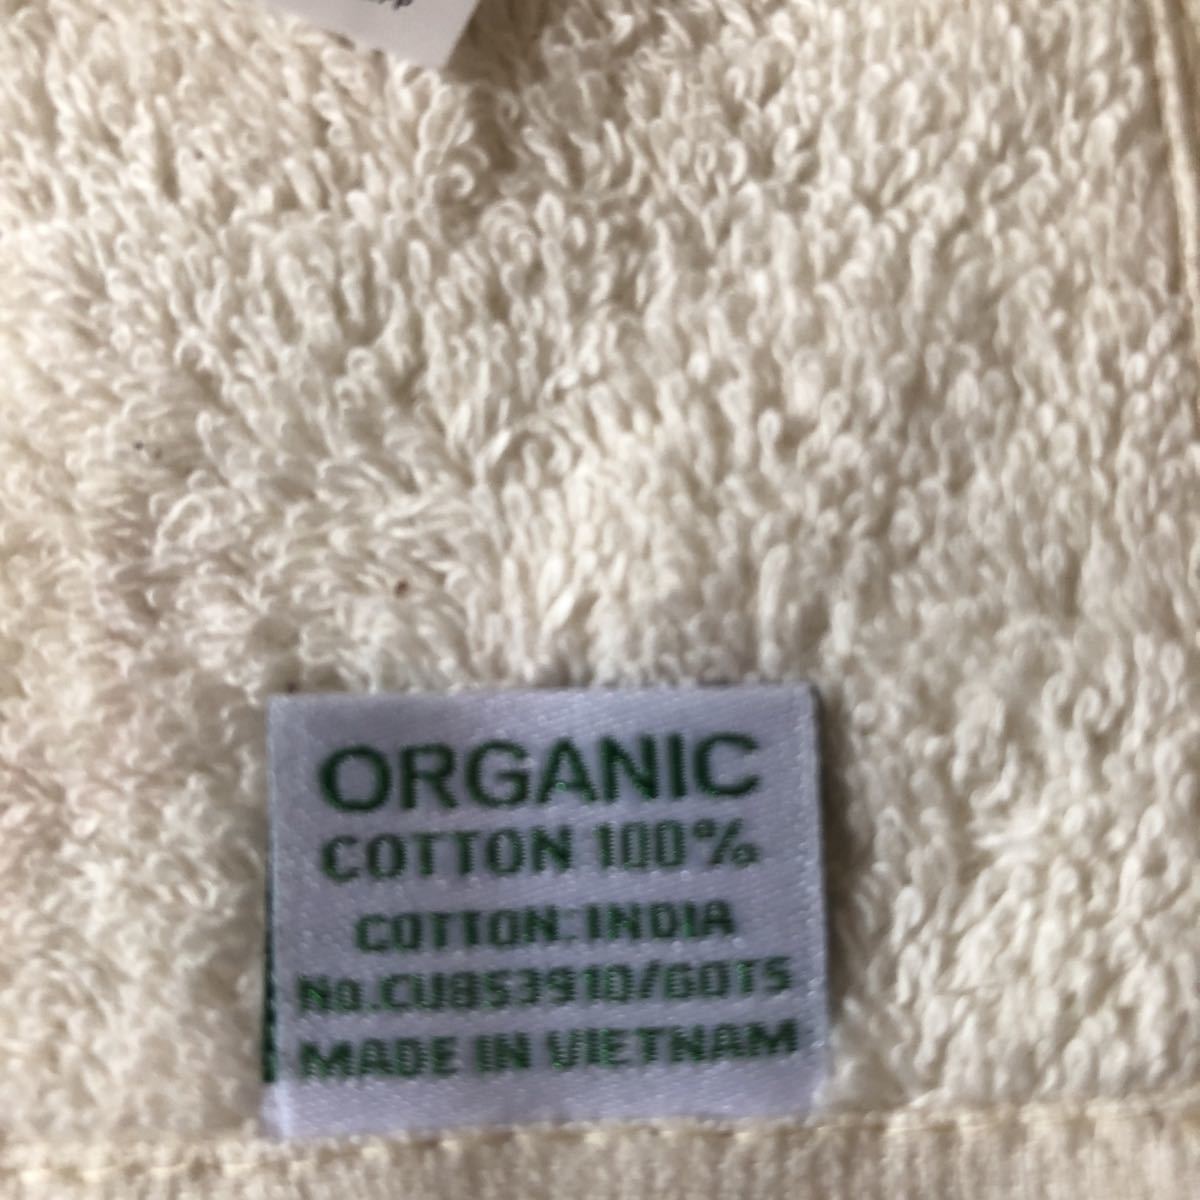 ORGANIC
COTTON 100%
COTTON:INDIA
NO.CU853910/GOTS
MADE IN VIETNAM